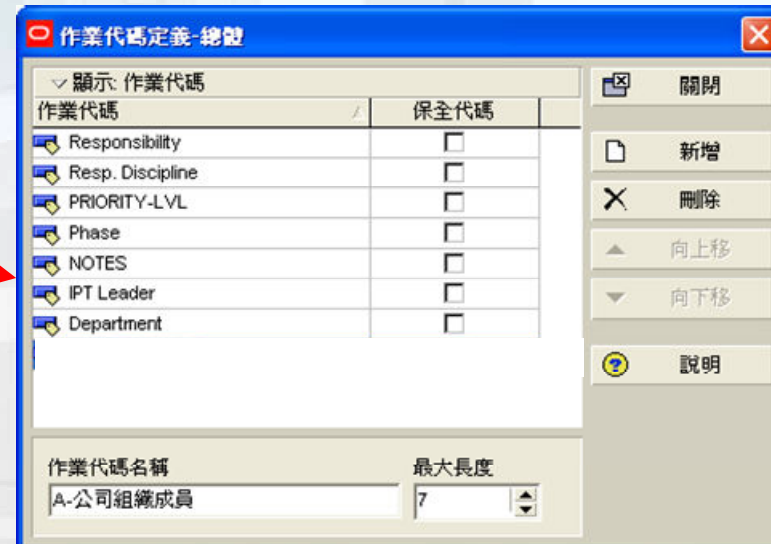 作業代碼定義-總體
顯示: 作業代碼
作業代碼 保全代碼
Responsibility
Resp. Discipline
PRIORITY-LVL
Phase
NOTES
IPT Leader
Department
作業代碼名稱 最大長度
A-公司組織成員 7
關閉
新增
刪除
向上移
向下移
說明